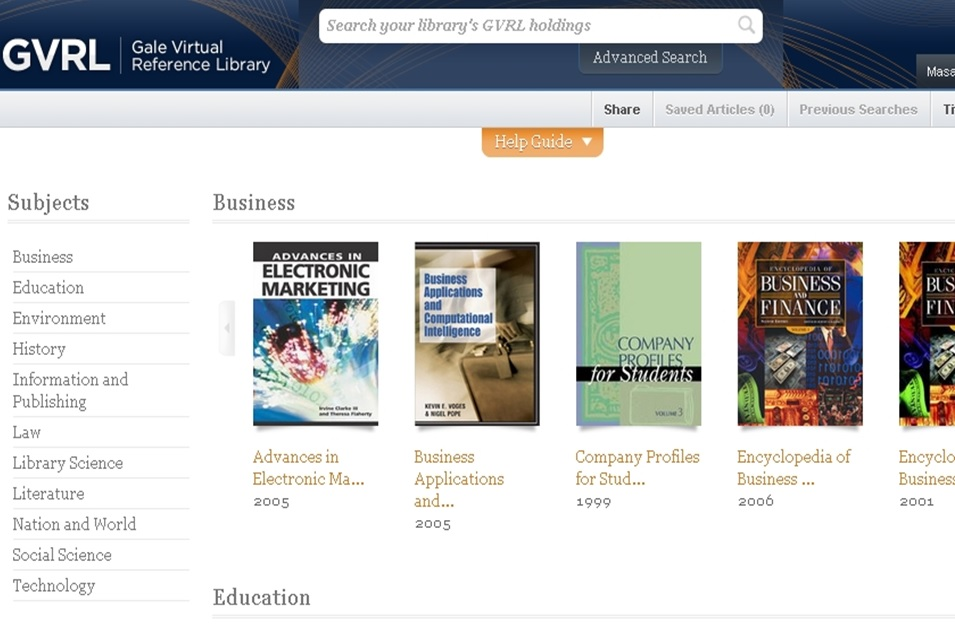 Search your library's GVRL holdings
GVRL Gale Virtual
Reference Library
Advanced Search
Masa
Share Saved Articles (0) Previous Searches Ti
Help Guide
Subjects
Business
Education
Environment
History
Information and
Publishing
Law
Library Science
Literature
Nation and World
Social Science
Technology
Business
ADVANCES IN
ELECTRONIC
MARKETING
Irvine Clarke III
and Theresa Flaherty
Advances in
Electronic Ma...
2005
Business
Applications
and
Computational
Intelligence
KEVIN E. VOGES
& NIGEL POPE
Business
Applications
and...
2005
COMPANY
PROFILES
for Students
VOLUME 3
Company Profiles
for Stud...
1999
ENCYCLOPEDIA OF
BUSINESS
AND
FINANCE
Encyclopedia of
Business ...
2006
ENCYC
BUS
FIN
Encyclo
Business
2001
Education